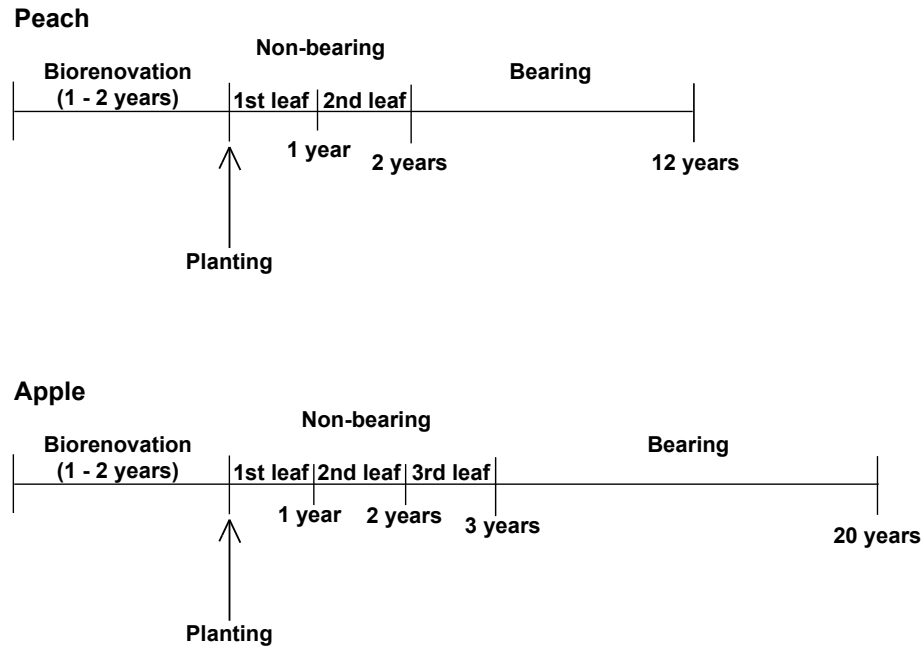 Peach
Non-bearing
Biorenovation
(1 - 2 years)
Bearing
1st leaf
2nd leaf
1 year
2 years
12 years
Planting
Apple
Non-bearing
Biorenovation
(1 - 2 years)
Bearing
1st leaf
2nd leaf
3rd leaf
1 year
2 years
3 years
20 years
Planting